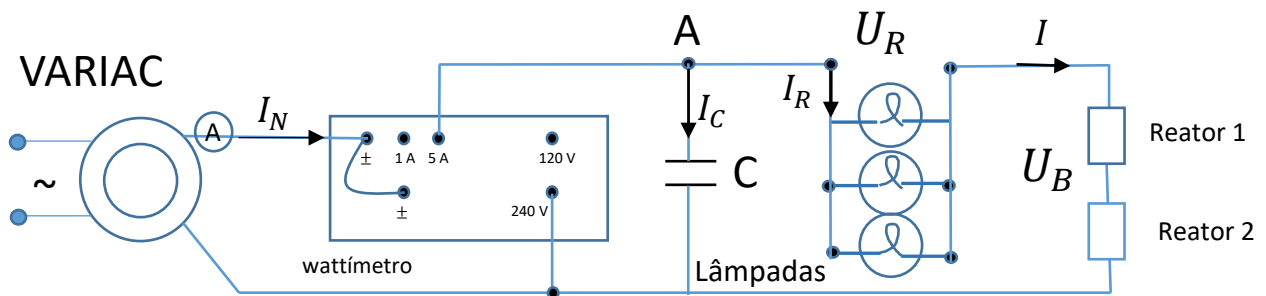 VARIAC
~
A
I_N
±
1 A
5 A
120 V
±
240 V
wattímetro
A
I_C
C
I_R
U_R
Lâmpadas
I
U_B
Reator 1
Reator 2